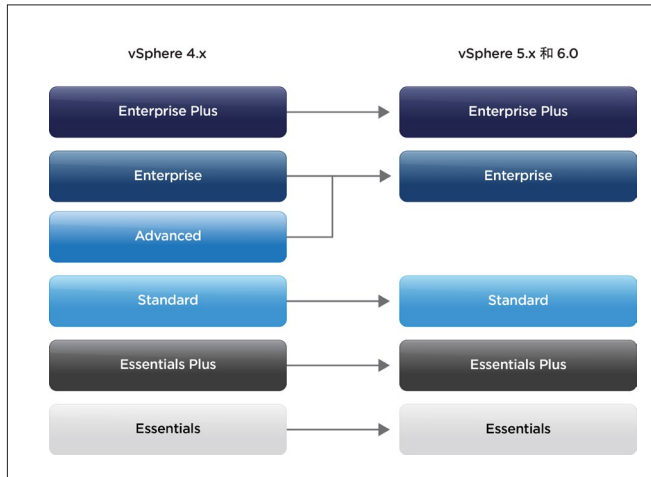 vSphere 4.x
vSphere 5.x 和 6.0
Enterprise Plus
Enterprise Plus
Enterprise
Enterprise
Advanced
Standard
Standard
Essentials Plus
Essentials Plus
Essentials
Essentials